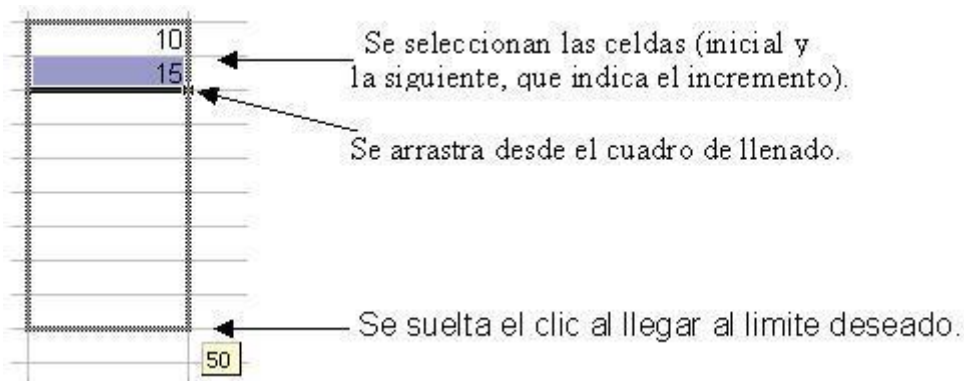 10
Se seleccionan las celdas (inicial y
15
la siguiente, que indica el incremento).
Se arrastra desde el cuadro de llenado.
Se suelta el clic al llegar al limite deseado.
50